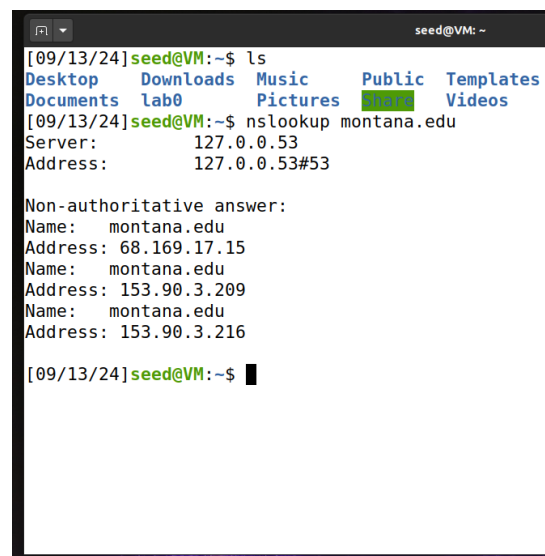 seed@VM: ~
[09/13/24]seed@VM:~$ ls
Desktop Downloads Music Public Templates
Documents lab0 Pictures Share Videos
[09/13/24]seed@VM:~$ nslookup montana.edu
Server: 127.0.0.53
Address: 127.0.0.53#53
Non-authoritative answer:
Name: montana.edu
Address: 68.169.17.15
Name: montana.edu
Address: 153.90.3.209
Name: montana.edu
Address: 153.90.3.216
[09/13/24]seed@VM:~$